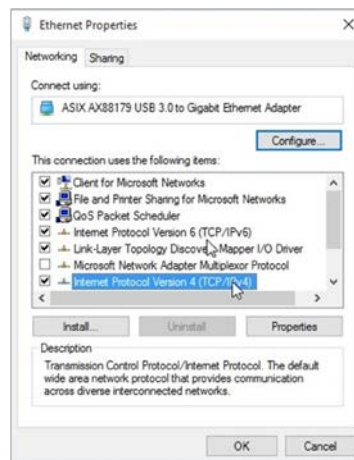 Ethernet Properties
Networking Sharing
Connect using:
ASIX AX88179 USB 3.0 to Gigabit Ethernet Adapter
Configure...
This connection uses the following items:
Client for Microsoft Networks
File and Printer Sharing for Microsoft Networks
QoS Packet Scheduler
Internet Protocol Version 6 (TCP/IPv6)
Link-Layer Topology Discovery Mapper I/O Driver
Microsoft Network Adapter Multiplexor Protocol
Internet Protocol Version 4 (TCP/IPv4)
Install... Uninstall Properties
Description
Transmission Control Protocol/Internet Protocol. The default
wide area network protocol that provides communication
across diverse interconnected networks.
OK Cancel